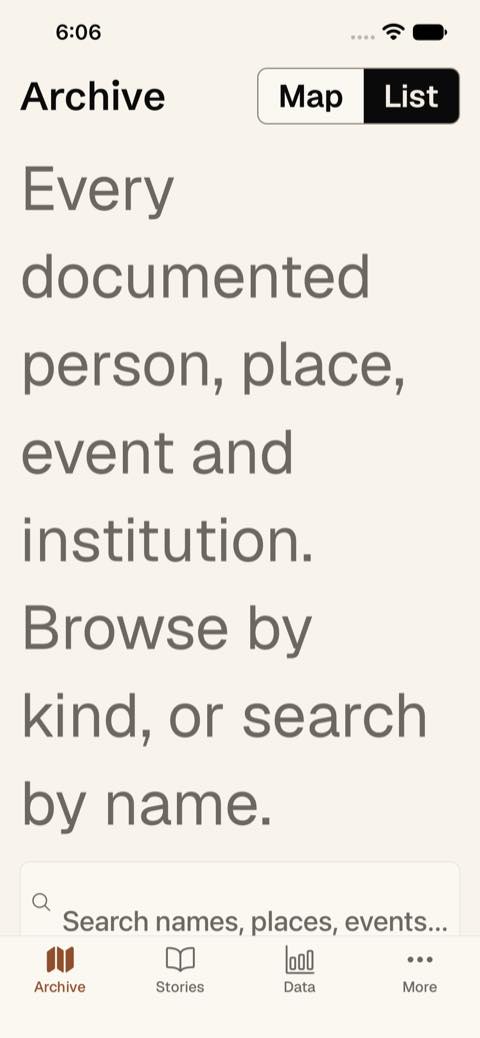 6:06
Archive
Map List
Every
documented
person, place,
event and
institution.
Browse by
kind, or search
by name.
Search names, places, events...
Archive Stories Data More